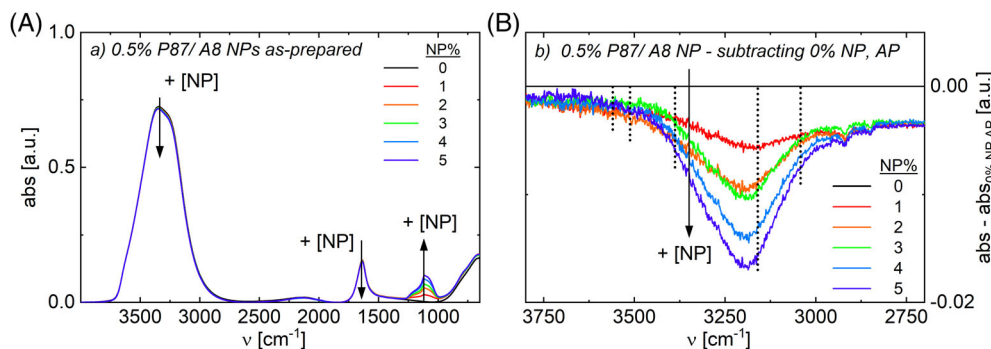 (A)
1.0
a) 0.5% P87/ A8 NPs as-prepared
NP%
0
1
2
3
4
5
+ [NP]
+ [NP]
+ [NP]
abs [a.u.]
0.5
0.0
3500 3000 2500 2000 1500 1000
ν [cm⁻¹]
(B)
b) 0.5% P87/ A8 NP - subtracting 0% NP, AP
0.00
NP%
0
1
2
3
4
5
+ [NP]
abs - abs0% NP,AP [a.u.]
-0.02
3750 3500 3250 3000 2750
ν [cm⁻¹]